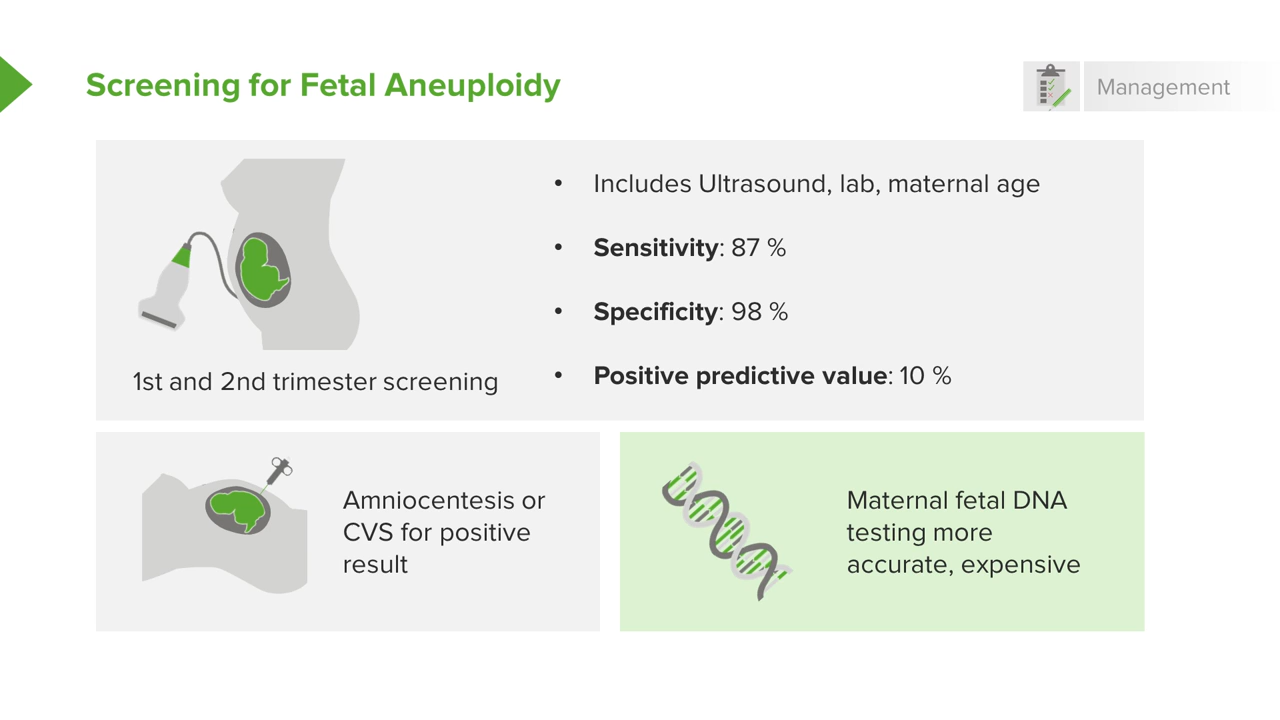 Screening for Fetal Aneuploidy
Management
• Includes Ultrasound, lab, maternal age
• Sensitivity: 87 %
• Specificity: 98 %
• Positive predictive value: 10 %
1st and 2nd trimester screening
Amniocentesis or
CVS for positive
result
Maternal fetal DNA
testing more
accurate, expensive